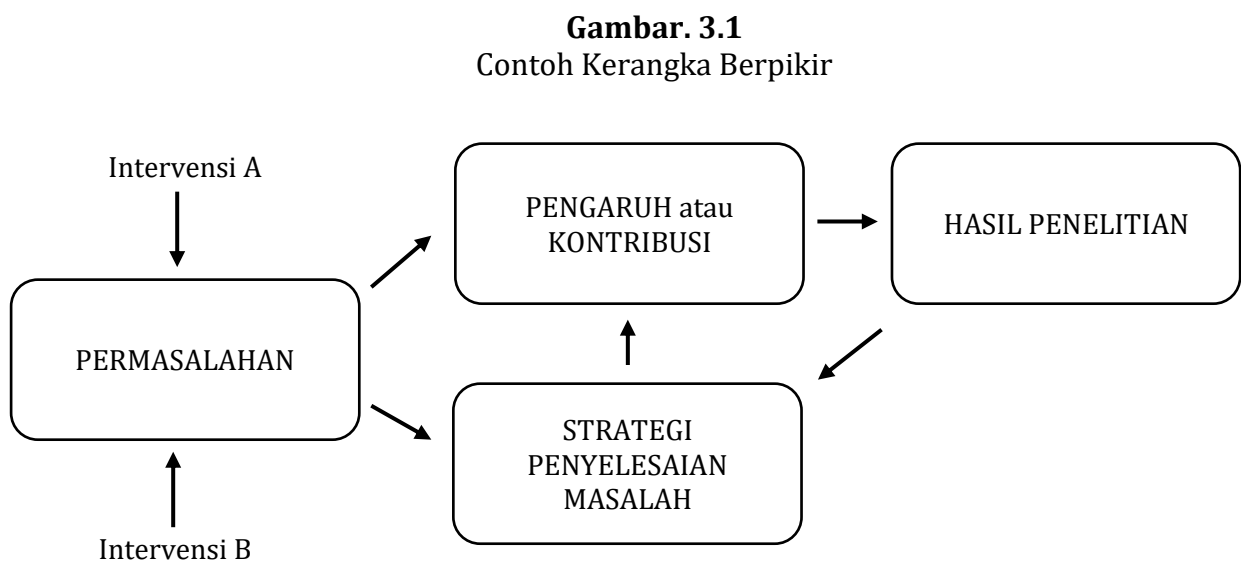 Gambar. 3.1
Contoh Kerangka Berpikir
Intervensi A
PENGARUH atau
KONTRIBUSI
HASIL PENELITIAN
PERMASALAHAN
STRATEGI
PENYELESAIAN
MASALAH
Intervensi B